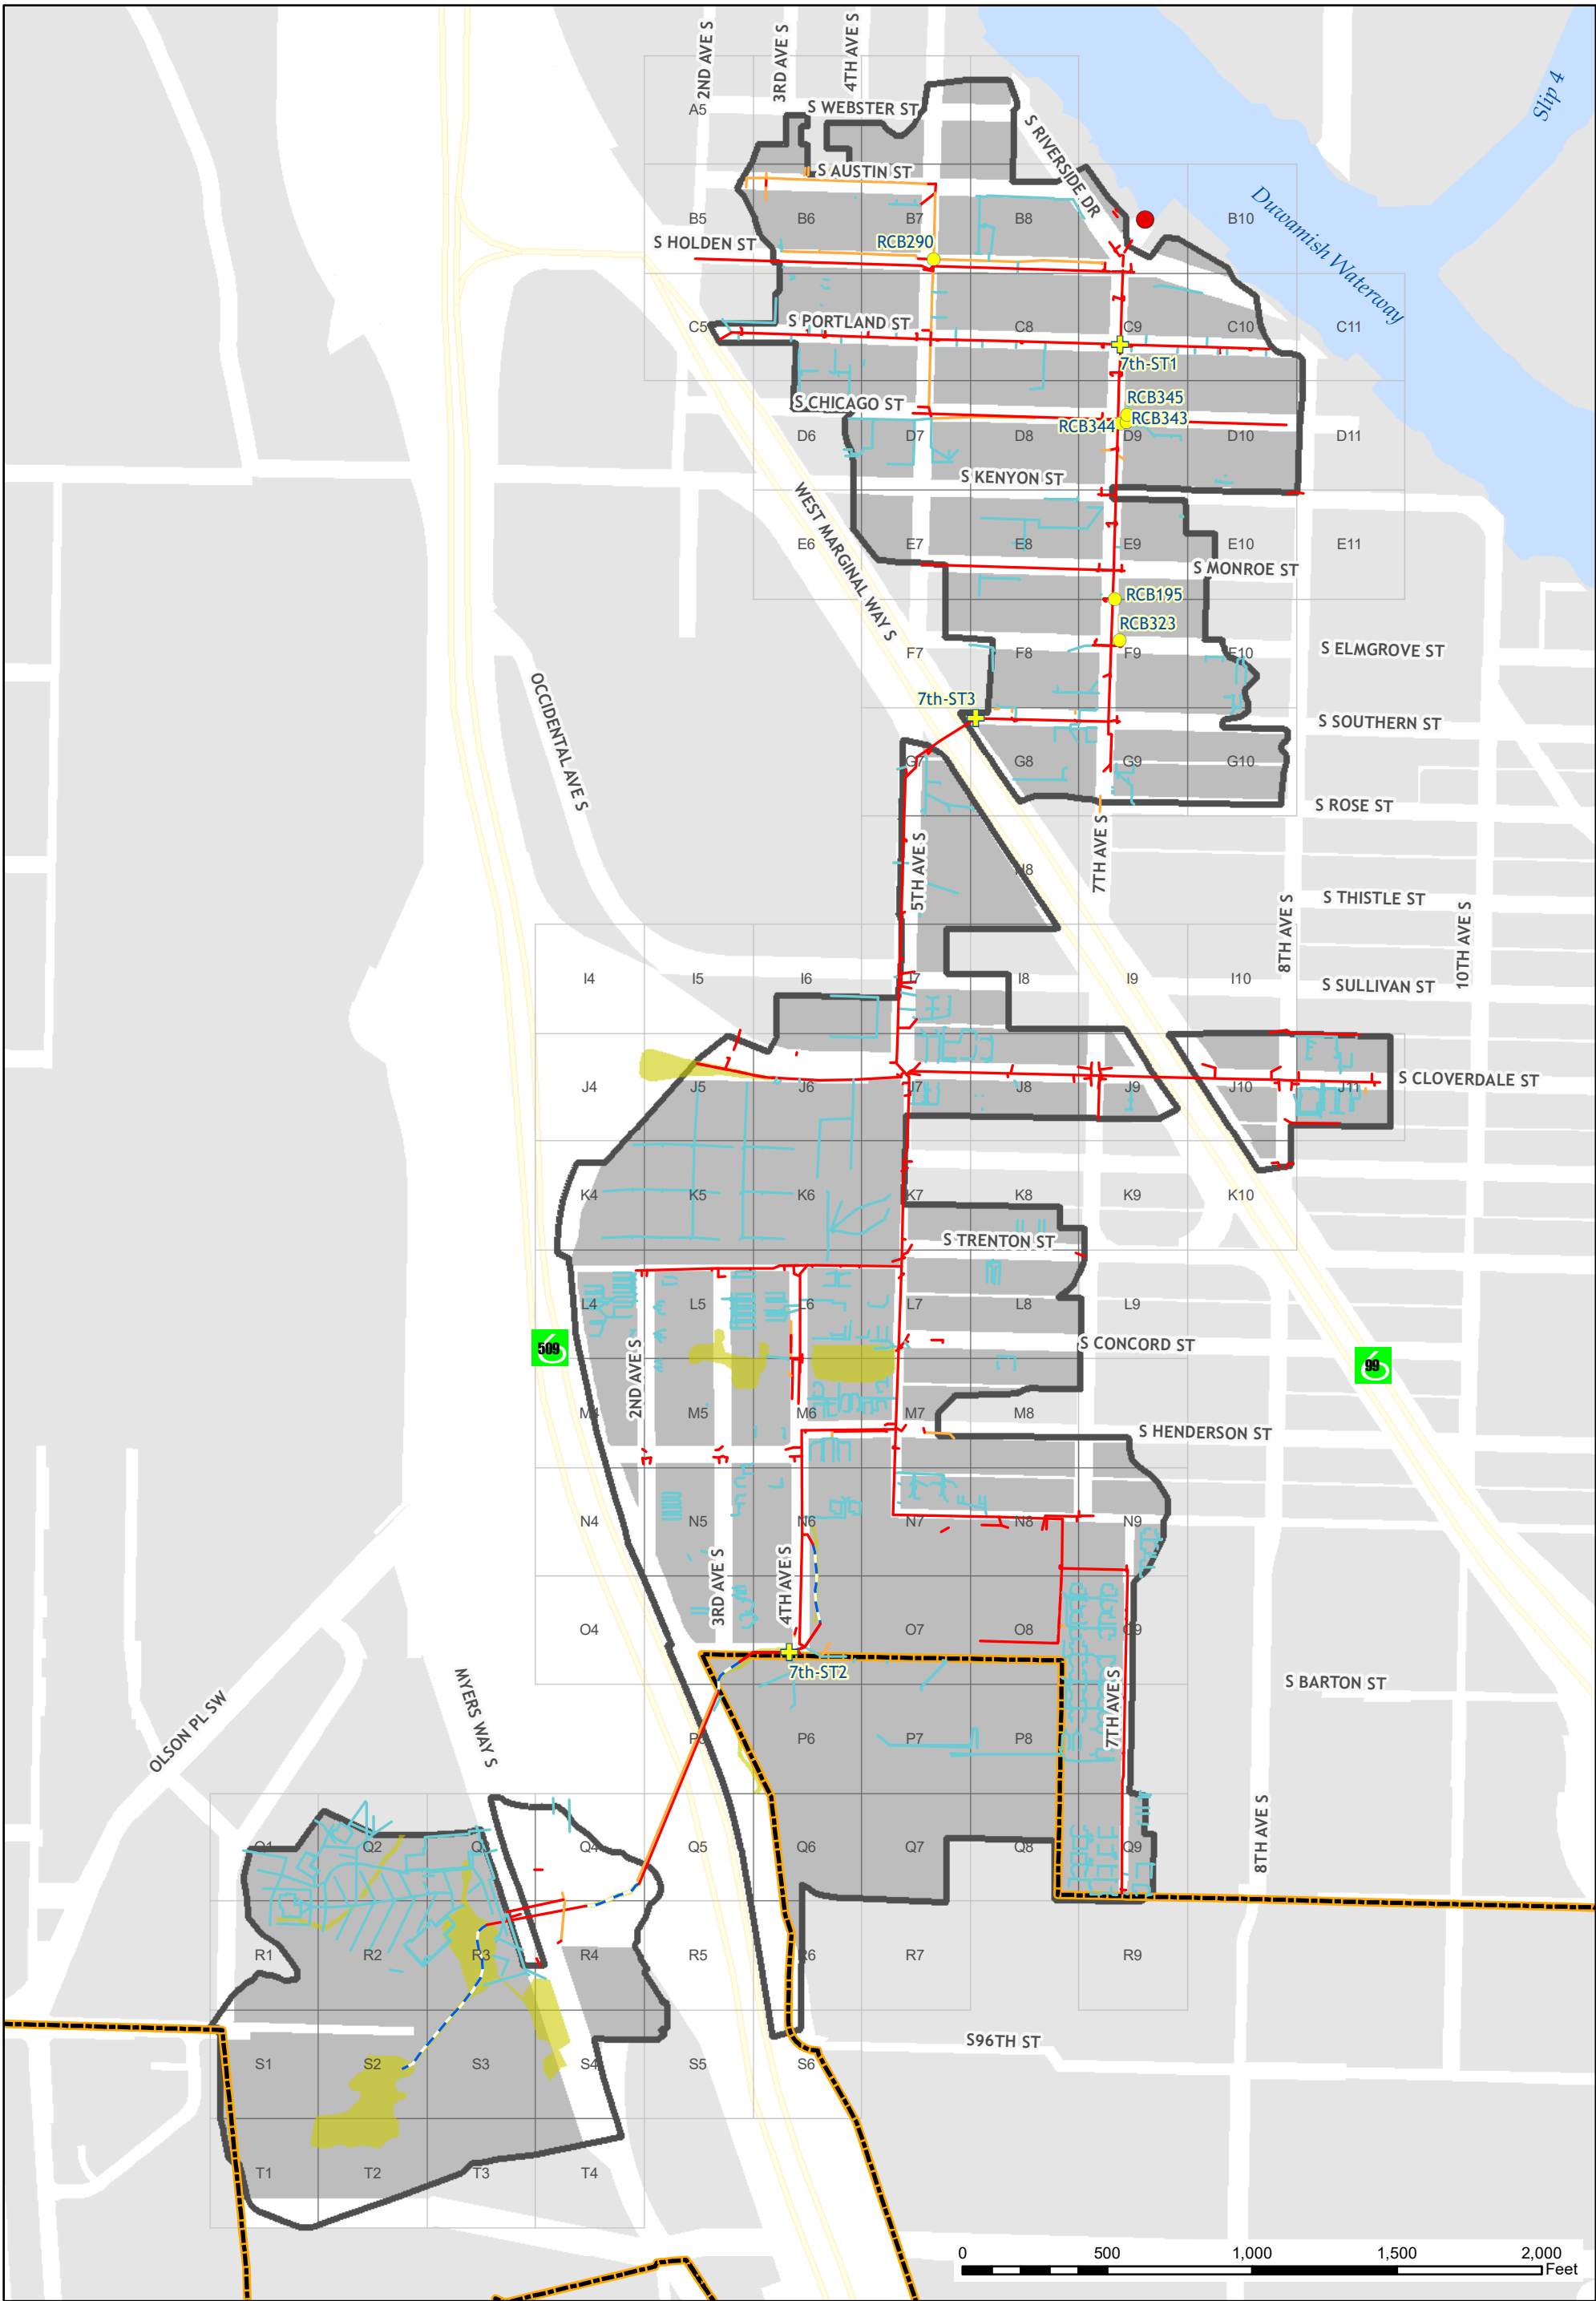 2ND AVE S
3RD AVE S
4TH AVE S
Slip 4
A5
S WEBSTER ST
S RIVERSIDE DR
S AUSTIN ST
Duwamish Waterway
B5
B6
B7
B8
B10
S HOLDEN ST
RCB290
C5
S PORTLAND ST
C8
C9
C10
C11
7th-ST1
RCB345
S CHICAGO ST
RCB343
RCB344
D6
D7
D8
D9
D10
D11
S KENYON ST
WEST MARGINAL WAY S
E6
E7
E8
E9
E10
E11
S MONROE ST
RCB195
RCB323
F7
F8
F9
F10
S ELMGROVE ST
OCCIDENTAL AVE S
7th-ST3
S SOUTHERN ST
G7
G8
G9
G10
S ROSE ST
5TH AVE S
7TH AVE S
H8
S THISTLE ST
8TH AVE S
10TH AVE S
I4
I5
I6
I7
I8
I9
I10
S SULLIVAN ST
J4
J5
J6
J7
J8
J9
J10
J11
S CLOVERDALE ST
K4
K5
K6
K7
K8
K9
K10
S TRENTON ST
L4
L5
L6
L7
L8
L9
509
2ND AVE S
S CONCORD ST
99
M4
M5
M6
M7
M8
S HENDERSON ST
N4
N5
N6
N7
N8
N9
3RD AVE S
4TH AVE S
O4
O7
O8
O9
7th-ST2
MYERS WAY S
OLSON PL SW
7TH AVE S
S BARTON ST
P5
P6
P7
P8
8TH AVE S
Q1
Q2
Q3
Q4
Q5
Q6
Q7
Q8
Q9
R1
R2
R3
R4
R5
R6
R7
R9
S96TH ST
S1
S2
S3
S4
S5
S6
T1
T2
T3
T4
0 500 1,000 1,500 2,000
Feet